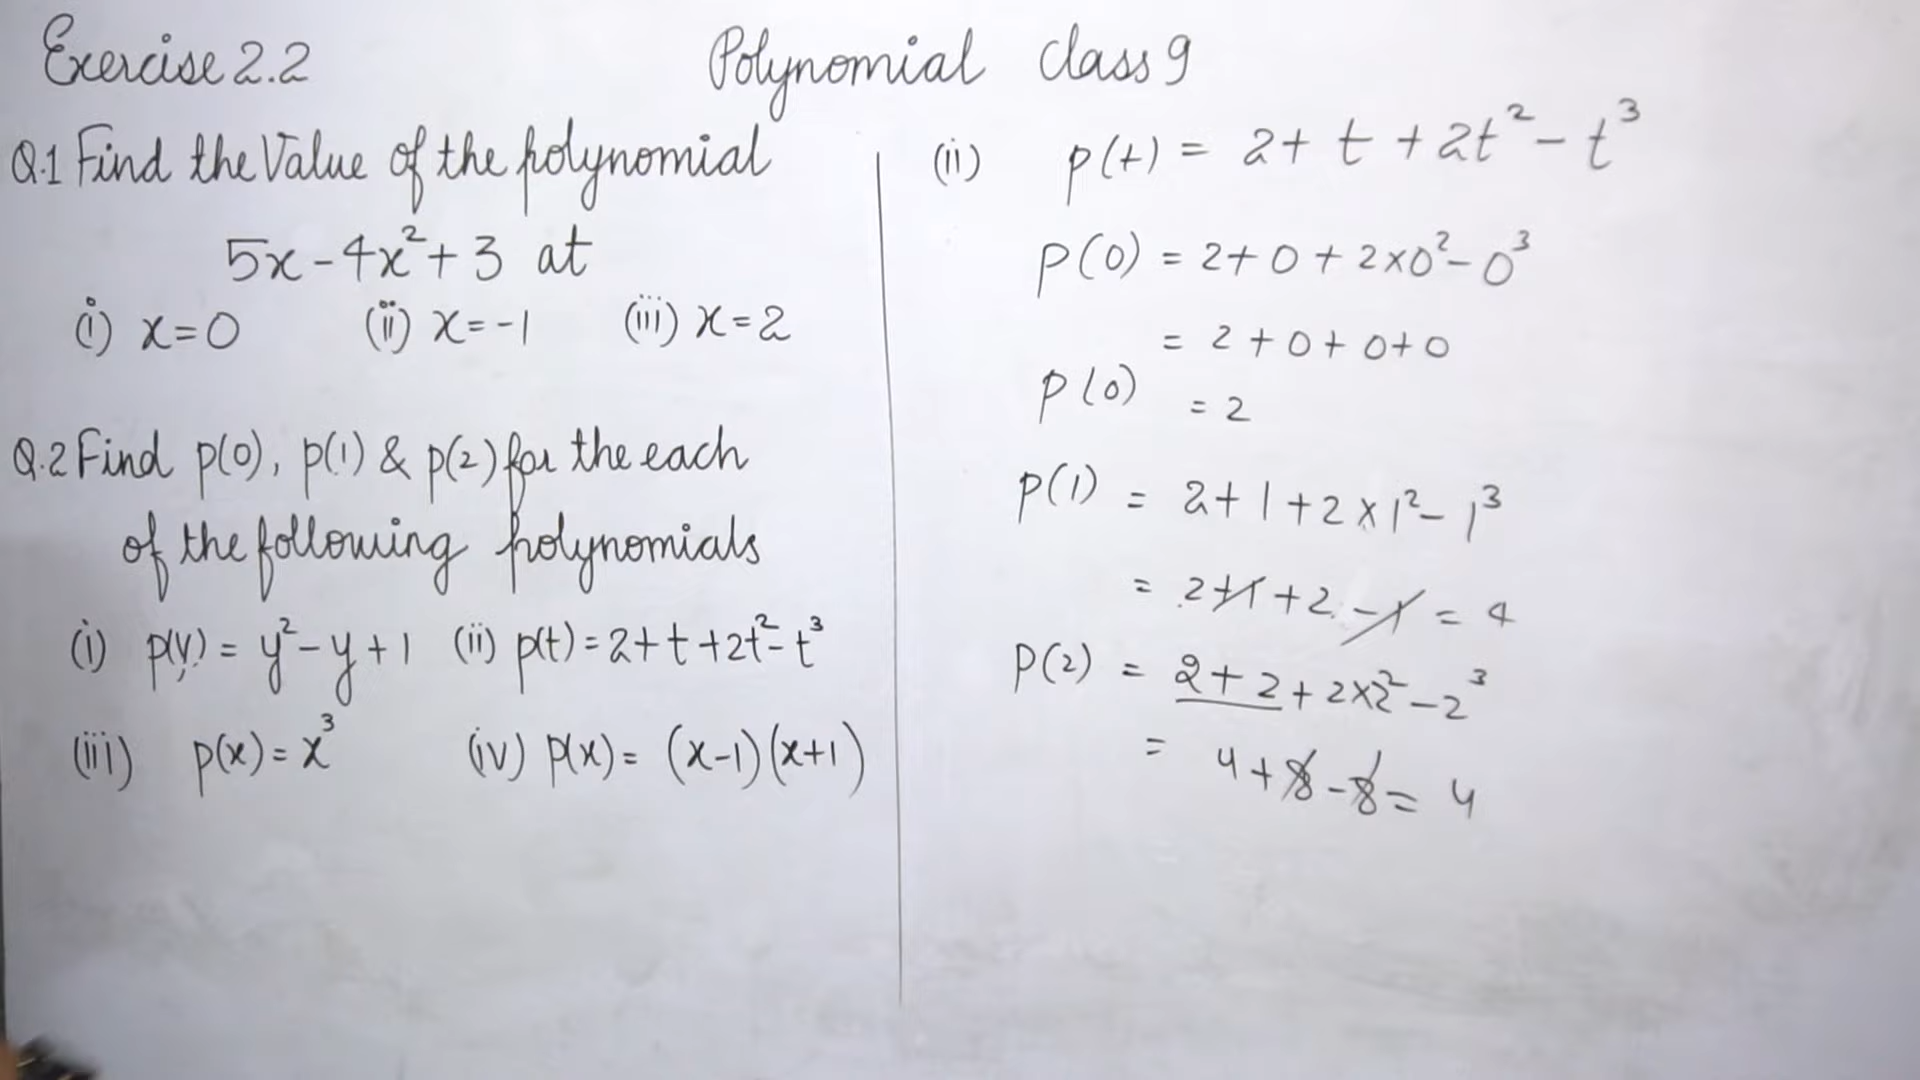 Exercise 2.2
Polynomial class 9
Q.1 Find the Value of the polynomial
5x - 4x² + 3 at
(i) x = 0 (ii) x = -1 (iii) x = 2
Q.2 Find p(0), p(1) & p(2) for the each
of the following polynomials
(i) p(y) = y² - y + 1 (ii) p(t) = 2 + t + 2t² - t³
(iii) p(x) = x³ (iv) p(x) = (x-1)(x+1)
(ii) p(t) = 2 + t + 2t² - t³
p(0) = 2 + 0 + 2×0² - 0³
= 2 + 0 + 0 + 0
p(0) = 2
p(1) = 2 + 1 + 2×1² - 1³
= 2 + 1 + 2 - 1 = 4
p(2) = 2 + 2 + 2×2² - 2³
= 4 + 8 - 8 = 4